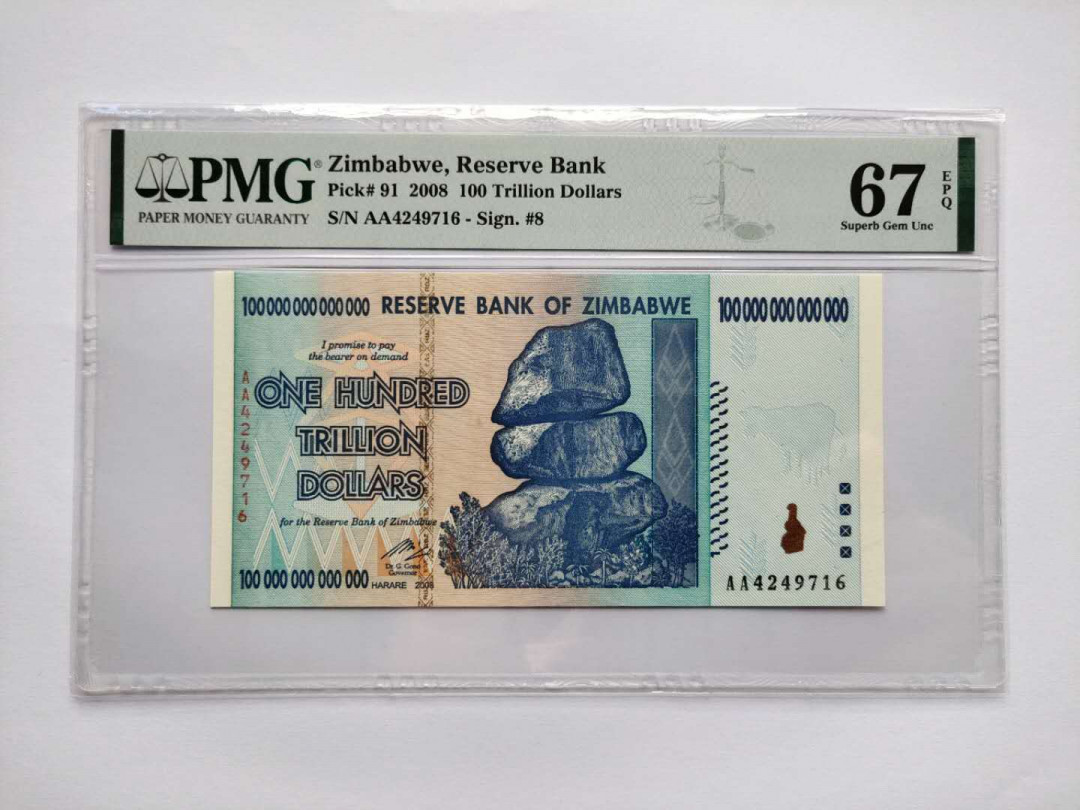 PMG®
PAPER MONEY GUARANTY
Zimbabwe, Reserve Bank
Pick# 91 2008 100 Trillion Dollars
S/N AA4249716 - Sign. #8
67
EPQ
Superb Gem Unc
100 000 000 000 000 RESERVE BANK OF ZIMBABWE 100 000 000 000 000
I promise to pay
the bearer on demand
ONE HUNDRED
TRILLION
DOLLARS
AA4249716
for the Reserve Bank of Zimbabwe
Dr. G. Gono
Governor
100 000 000 000 000 HARARE 2008
AA4249716